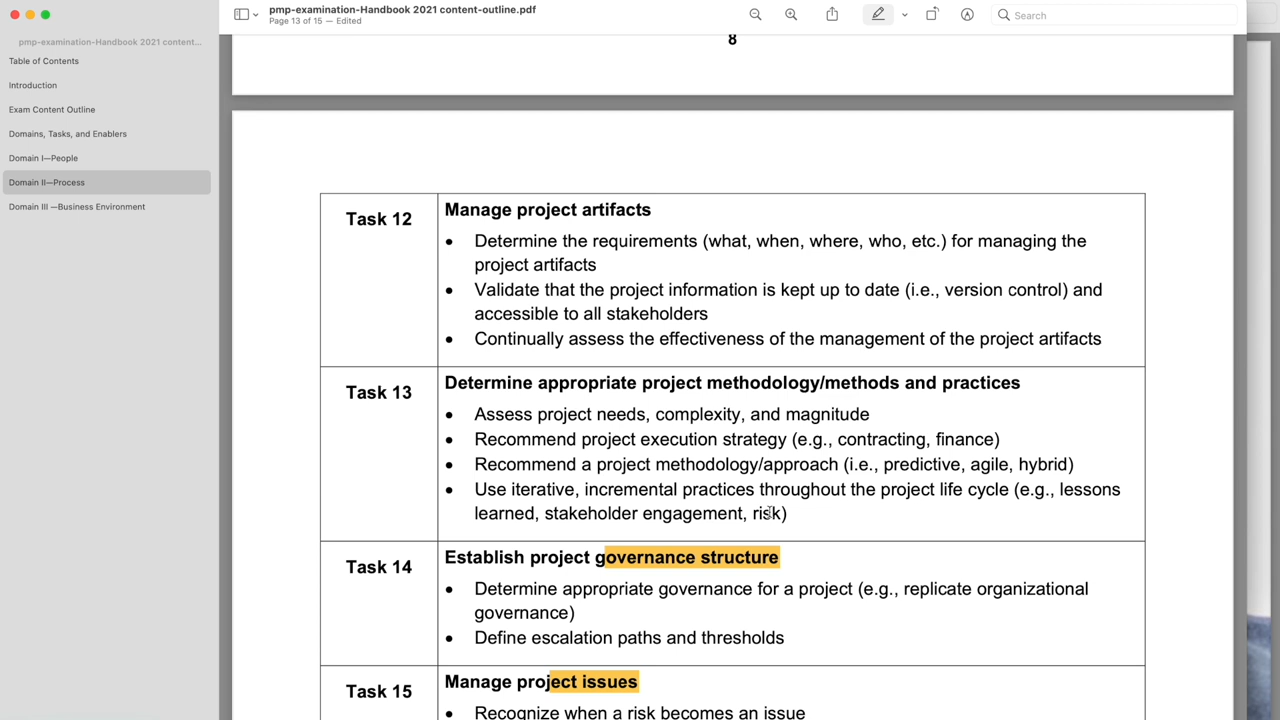 pmp-examination-Handbook 2021 content-outline.pdf
Page 13 of 15 — Edited
Search
pmp-examination-Handbook 2021 content...
Table of Contents
Introduction
Exam Content Outline
Domains, Tasks, and Enablers
Domain I—People
Domain II—Process
Domain III —Business Environment
8
Task 12
Manage project artifacts
• Determine the requirements (what, when, where, who, etc.) for managing the
project artifacts
• Validate that the project information is kept up to date (i.e., version control) and
accessible to all stakeholders
• Continually assess the effectiveness of the management of the project artifacts
Task 13
Determine appropriate project methodology/methods and practices
• Assess project needs, complexity, and magnitude
• Recommend project execution strategy (e.g., contracting, finance)
• Recommend a project methodology/approach (i.e., predictive, agile, hybrid)
• Use iterative, incremental practices throughout the project life cycle (e.g., lessons
learned, stakeholder engagement, risk)
Task 14
Establish project governance structure
• Determine appropriate governance for a project (e.g., replicate organizational
governance)
• Define escalation paths and thresholds
Task 15
Manage project issues
• Recognize when a risk becomes an issue